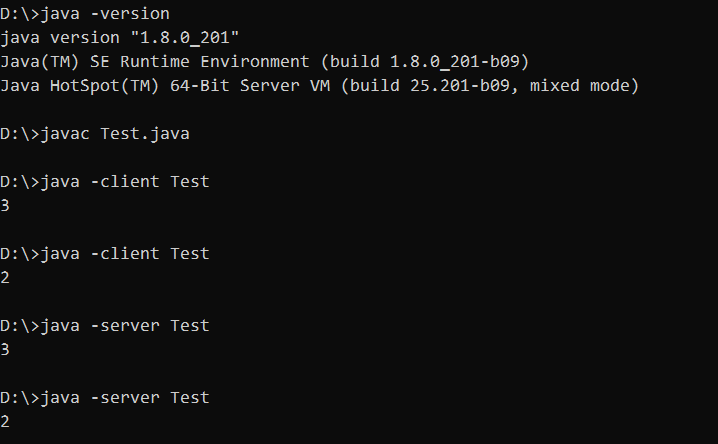 D:\>java -version
java version "1.8.0_201"
Java(TM) SE Runtime Environment (build 1.8.0_201-b09)
Java HotSpot(TM) 64-Bit Server VM (build 25.201-b09, mixed mode)
D:\>javac Test.java
D:\>java -client Test
3
D:\>java -client Test
2
D:\>java -server Test
3
D:\>java -server Test
2